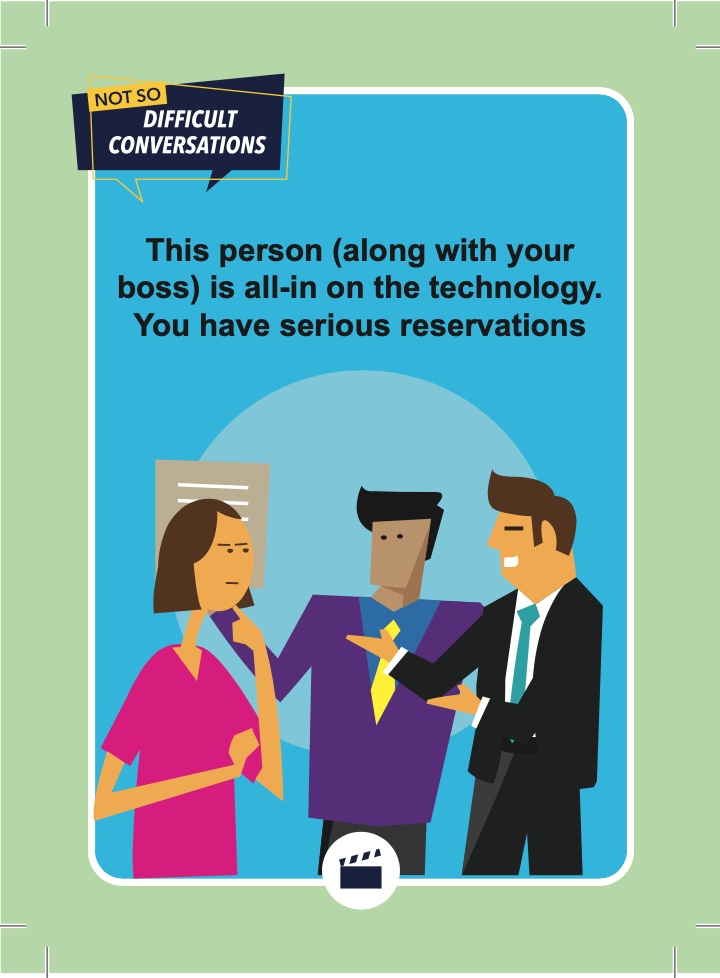 NOT SO
DIFFICULT
CONVERSATIONS
This person (along with your
boss) is all-in on the technology.
You have serious reservations